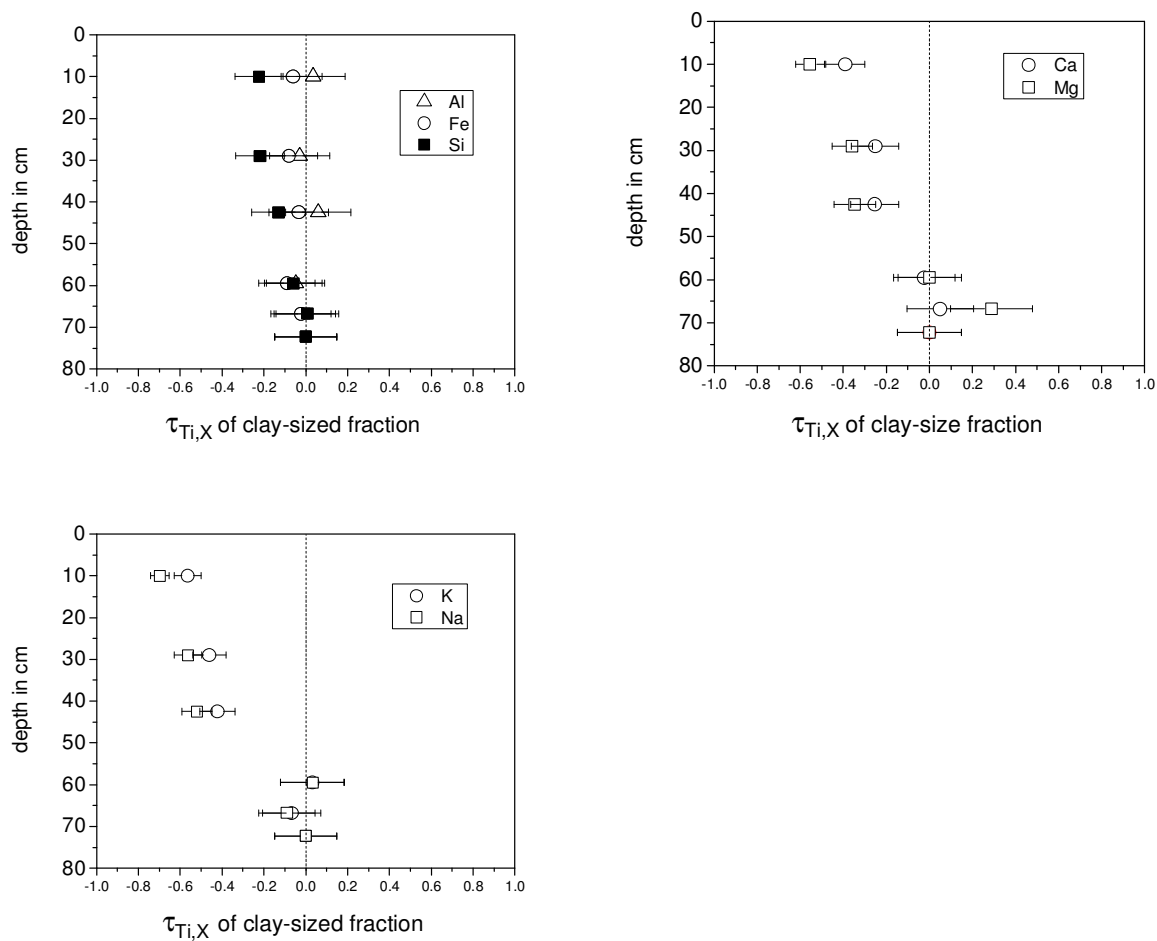 0
10
20
30
40
50
60
70
80
depth in cm
-1.0 -0.8 -0.6 -0.4 -0.2 0.0 0.2 0.4 0.6 0.8 1.0
τTi,X of clay-sized fraction
Al
Fe
Si
0
10
20
30
40
50
60
70
80
depth in cm
-1.0 -0.8 -0.6 -0.4 -0.2 0.0 0.2 0.4 0.6 0.8 1.0
τTi,X of clay-size fraction
Ca
Mg
0
10
20
30
40
50
60
70
80
depth in cm
-1.0 -0.8 -0.6 -0.4 -0.2 0.0 0.2 0.4 0.6 0.8 1.0
τTi,X of clay-sized fraction
K
Na